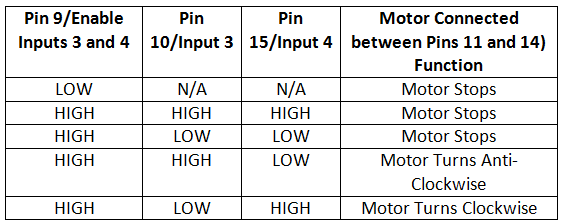 Pin 9/Enable Inputs 3 and 4 | Pin 10/Input 3 | Pin 15/Input 4 | Motor Connected between Pins 11 and 14) Function
LOW | N/A | N/A | Motor Stops
HIGH | HIGH | HIGH | Motor Stops
HIGH | LOW | LOW | Motor Stops
HIGH | HIGH | LOW | Motor Turns Anti-Clockwise
HIGH | LOW | HIGH | Motor Turns Clockwise